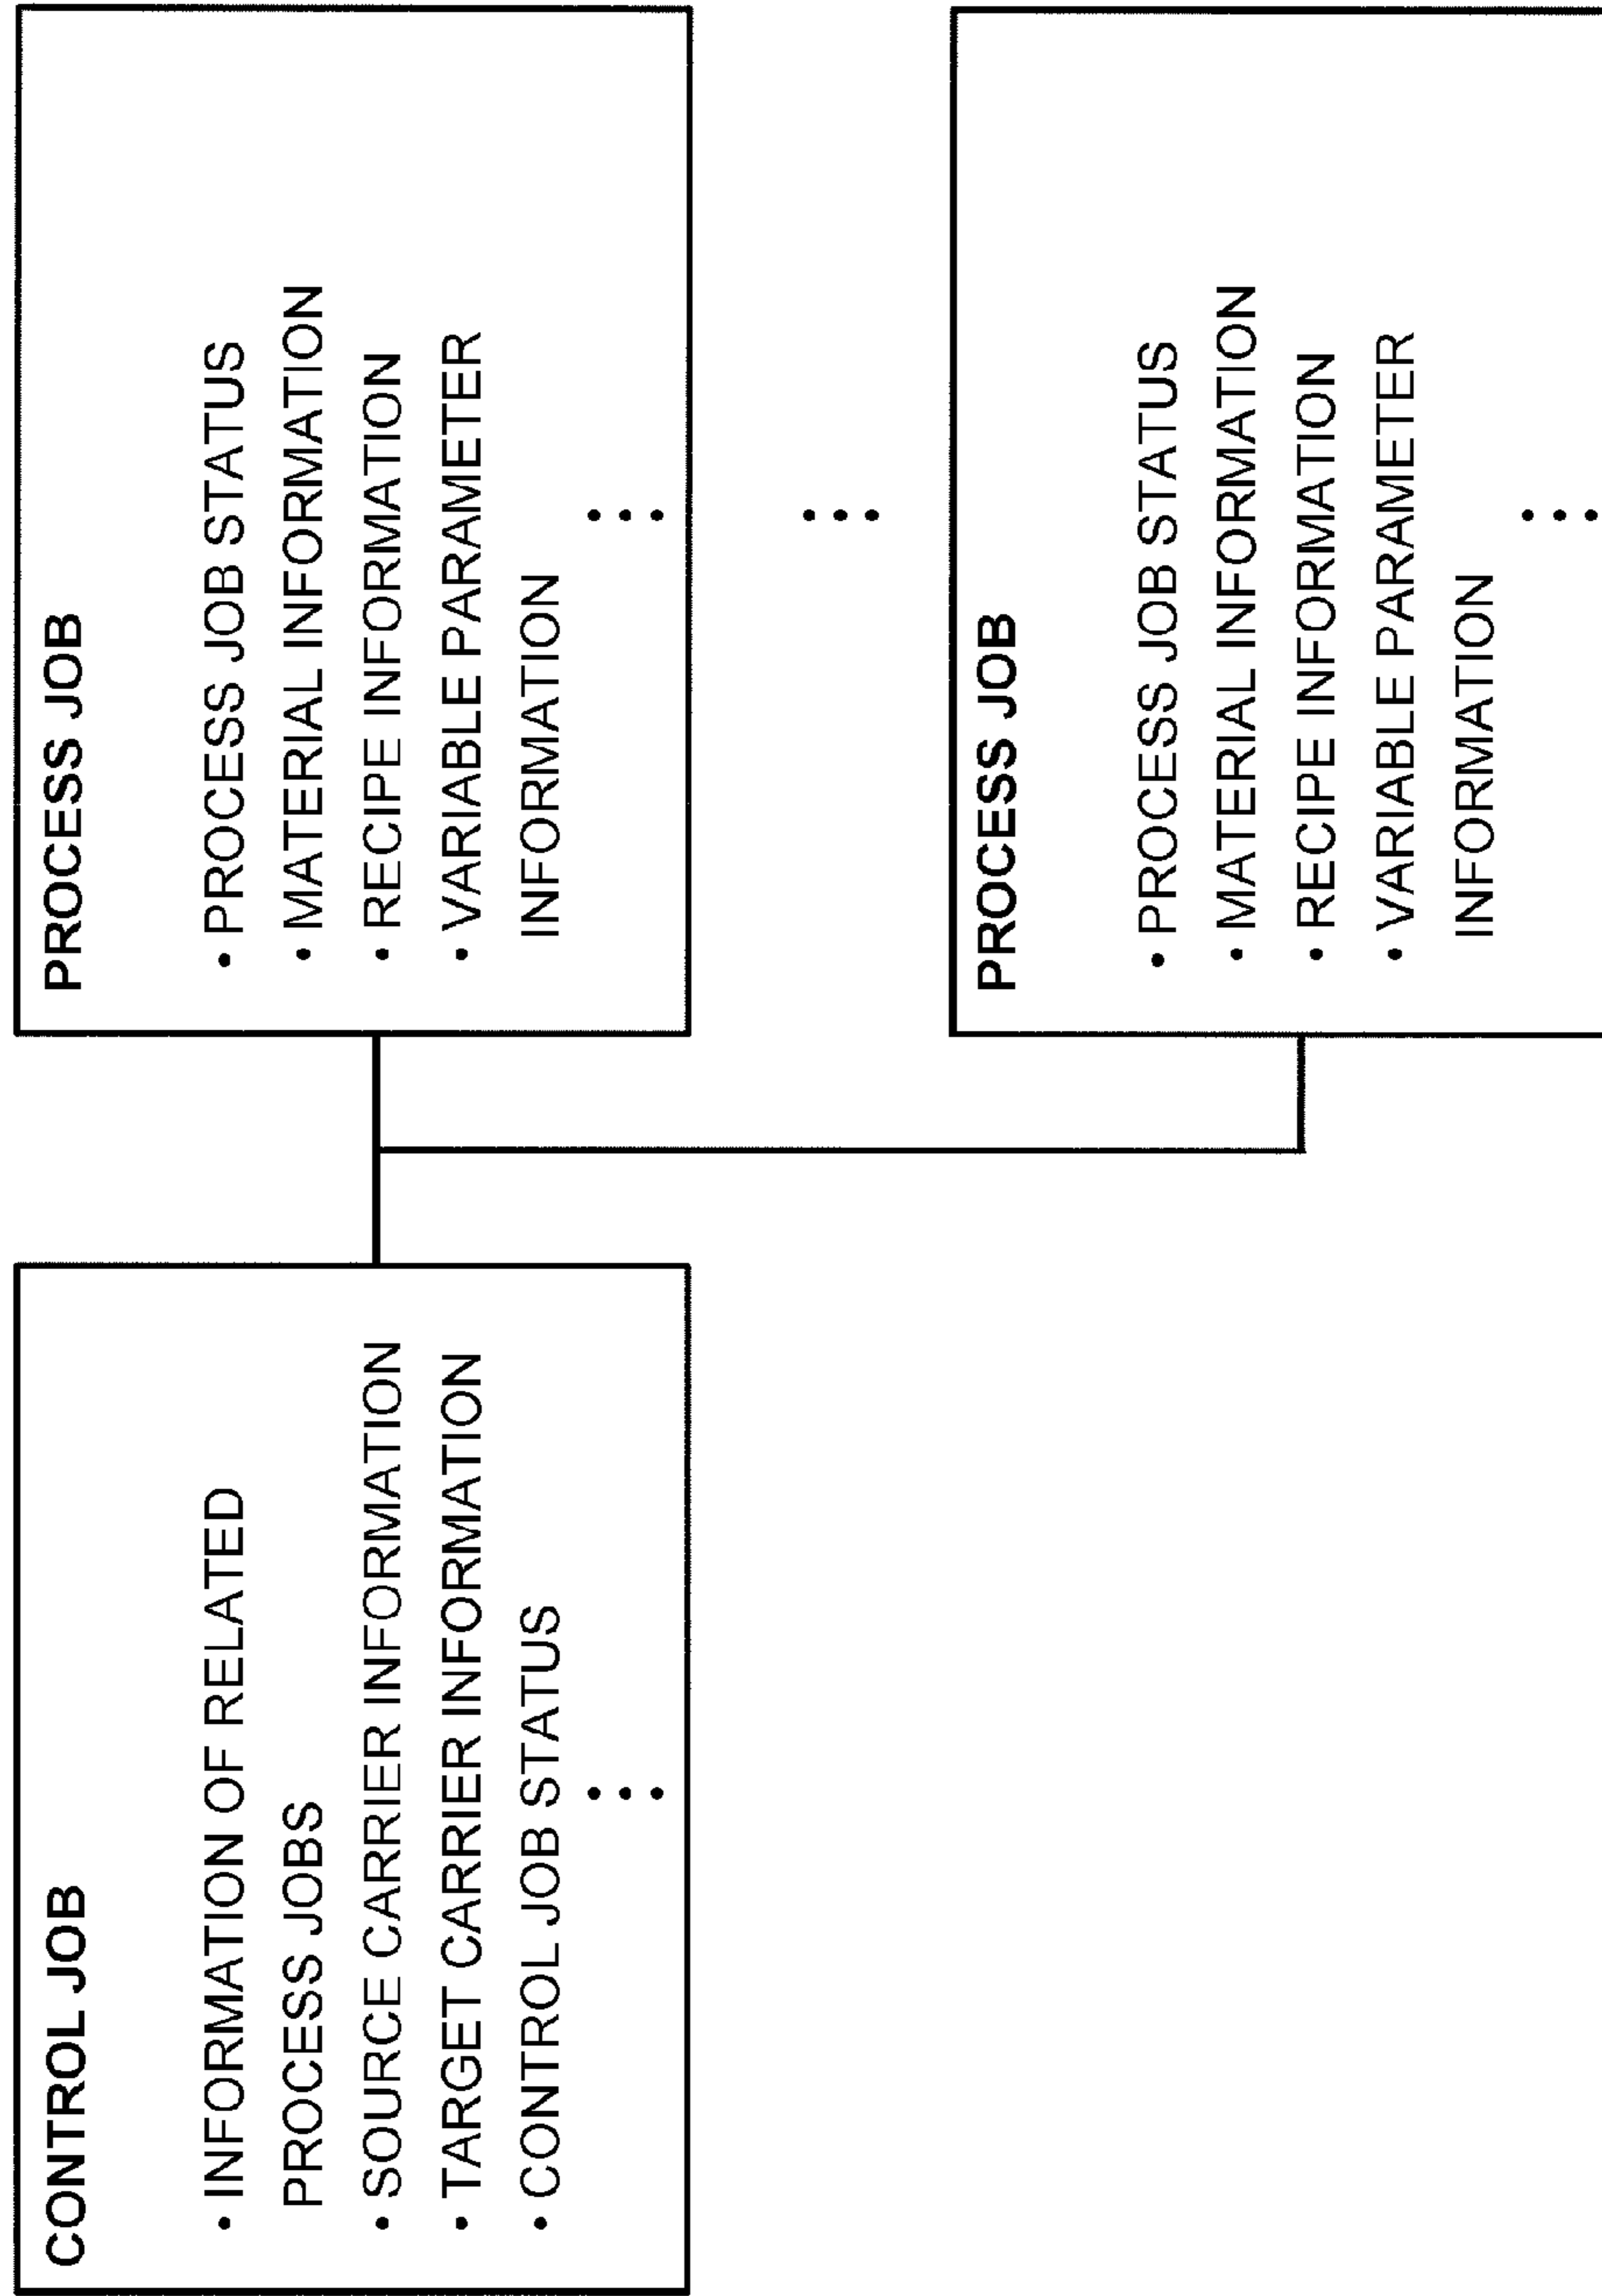 CONTROL JOB
• INFORMATION OF RELATED
PROCESS JOBS
• SOURCE CARRIER INFORMATION
• TARGET CARRIER INFORMATION
• CONTROL JOB STATUS
⋮
PROCESS JOB
• PROCESS JOB STATUS
• MATERIAL INFORMATION
• RECIPE INFORMATION
• VARIABLE PARAMETER
INFORMATION
⋮
⋮
PROCESS JOB
• PROCESS JOB STATUS
• MATERIAL INFORMATION
• RECIPE INFORMATION
• VARIABLE PARAMETER
INFORMATION
⋮